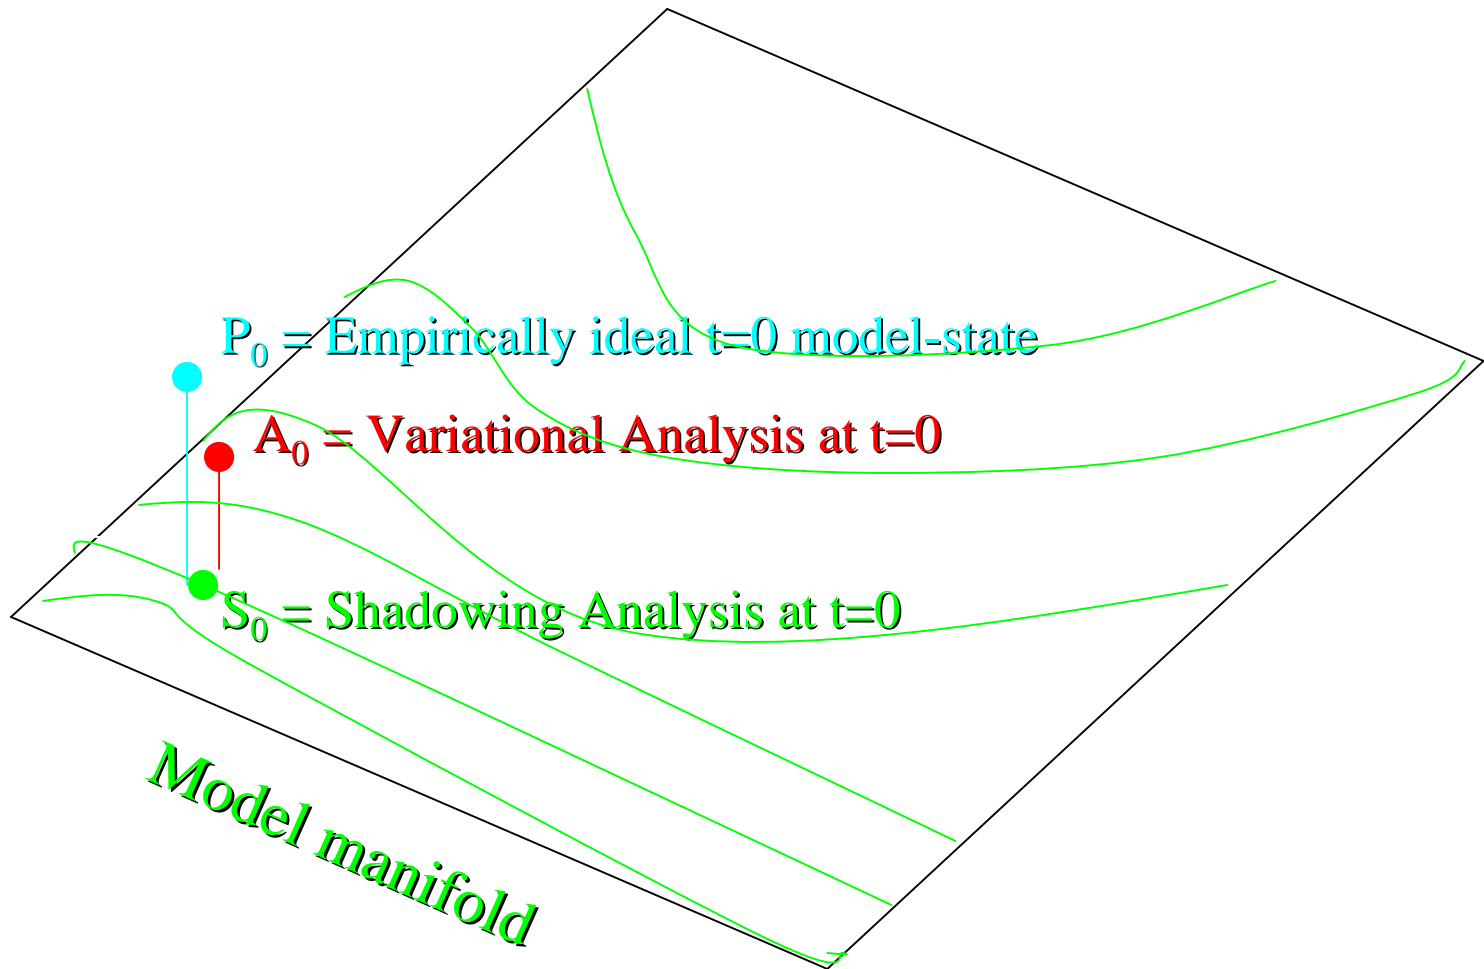 P₀ = Empirically ideal t=0 model-state
A₀ = Variational Analysis at t=0
S₀ = Shadowing Analysis at t=0
Model manifold